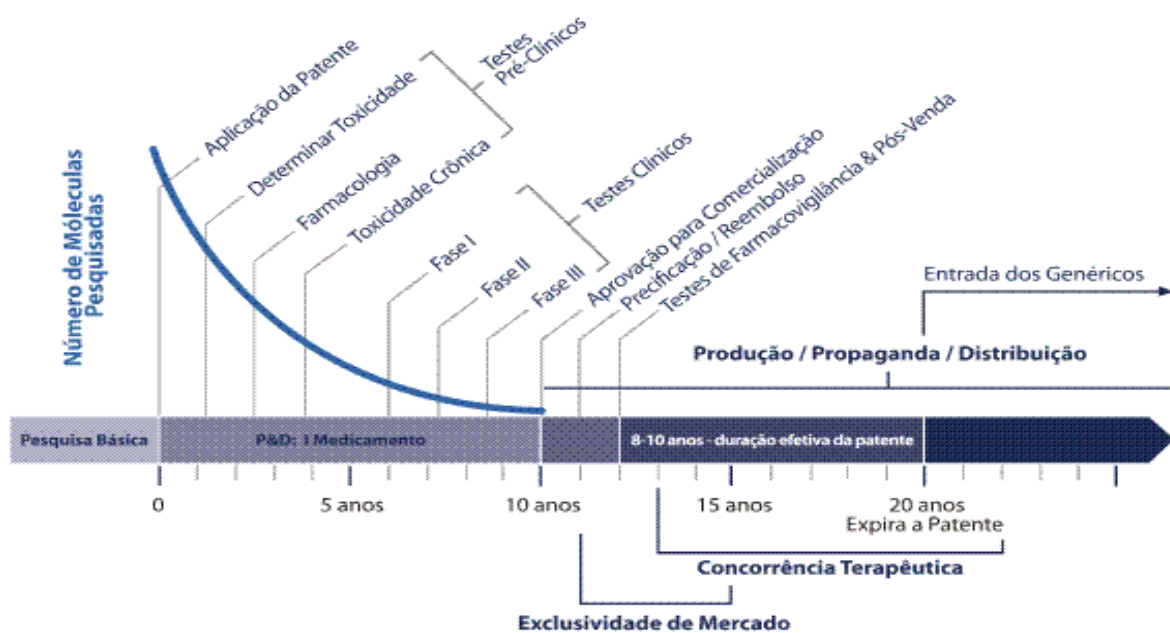 Número de Móleculas
Pesquisadas
Aplicação da Patente
Determinar Toxicidade
Farmacologia
Toxicidade Crônica
Testes
Pré-Clínicos
Fase I
Fase II
Fase III
Testes Clínicos
Aprovação para Comercialização
Precificação / Reembolso
Testes de Farmacovigilância & Pós-Venda
Entrada dos Genéricos
Produção / Propaganda / Distribuição
Pesquisa Básica
P&D: I Medicamento
8-10 anos - duração efetiva da patente
0
5 anos
10 anos
15 anos
20 anos
Expira a Patente
Concorrência Terapêutica
Exclusividade de Mercado